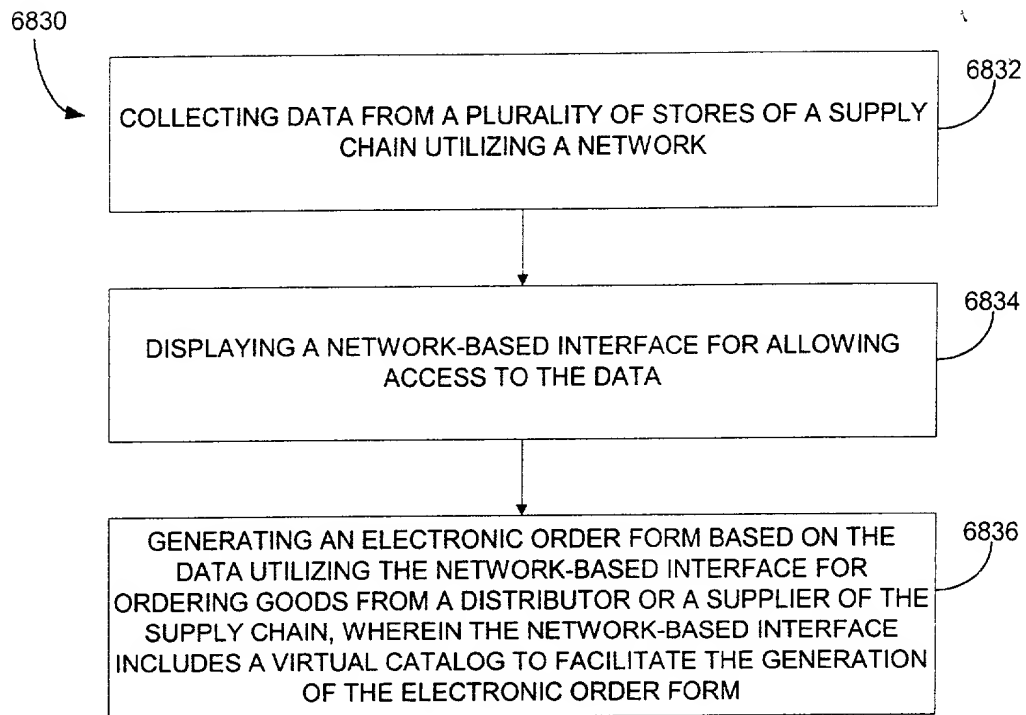 6830
6832
COLLECTING DATA FROM A PLURALITY OF STORES OF A SUPPLY
CHAIN UTILIZING A NETWORK
6834
DISPLAYING A NETWORK-BASED INTERFACE FOR ALLOWING
ACCESS TO THE DATA
6836
GENERATING AN ELECTRONIC ORDER FORM BASED ON THE
DATA UTILIZING THE NETWORK-BASED INTERFACE FOR
ORDERING GOODS FROM A DISTRIBUTOR OR A SUPPLIER OF THE
SUPPLY CHAIN, WHEREIN THE NETWORK-BASED INTERFACE
INCLUDES A VIRTUAL CATALOG TO FACILITATE THE GENERATION
OF THE ELECTRONIC ORDER FORM